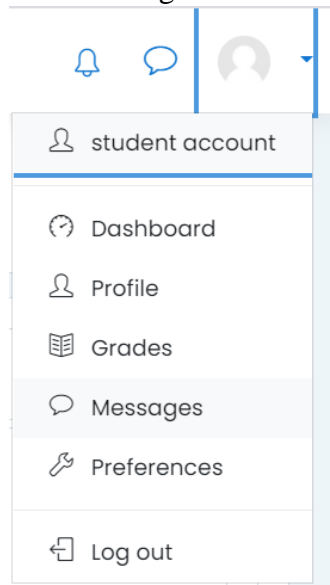 student account
Dashboard
Profile
Grades
Messages
Preferences
Log out